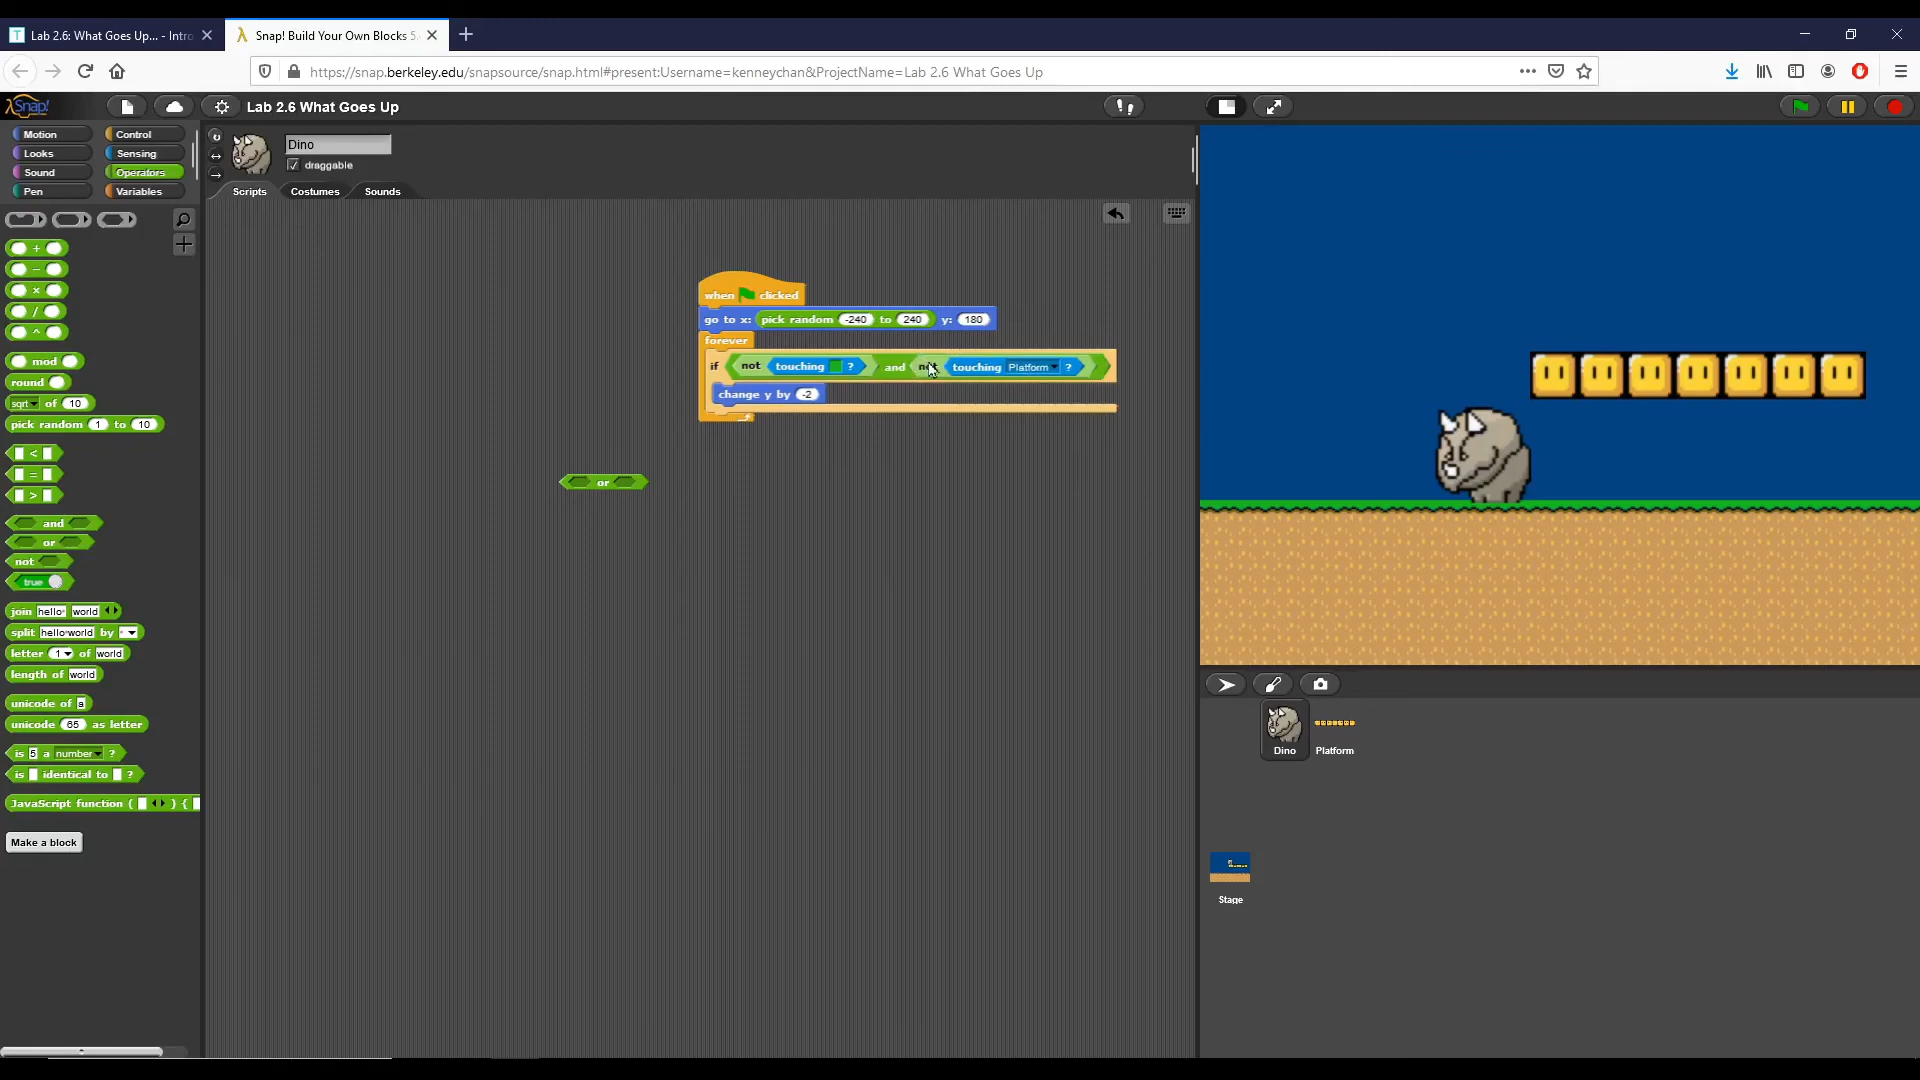 Lab 2.6: What Goes Up... - Intro
Snap! Build Your Own Blocks 5.
https://snap.berkeley.edu/snapsource/snap.html#present:Username=kenneychan&ProjectName=Lab 2.6 What Goes Up
Snap!
Lab 2.6 What Goes Up
Motion
Control
Looks
Sensing
Sound
Operators
Pen
Variables
Dino
draggable
Scripts
Costumes
Sounds
+
−
×
/
^
mod
round
sqrt of 10
pick random 1 to 10
<
=
>
and
or
not
true
join hello world
split hello world by
letter 1 of world
length of world
unicode of a
unicode 65 as letter
is 5 a number ?
is identical to ?
JavaScript function ( ) {
Make a block
when clicked
go to x: pick random -240 to 240 y: 180
forever
if not touching ? and not touching Platform ?
change y by -2
or
Dino
Platform
Stage